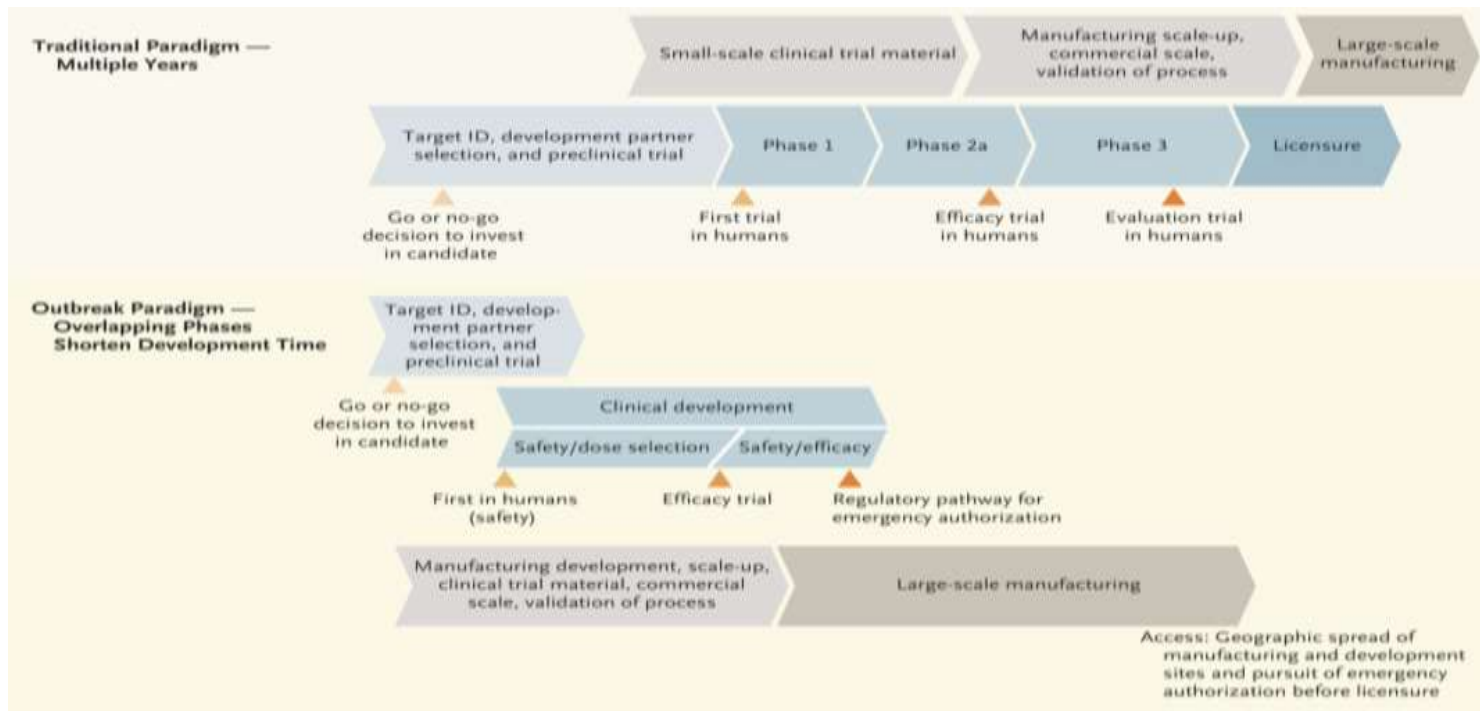 Traditional Paradigm —
Multiple Years
Small-scale clinical trial material
Manufacturing scale-up,
commercial scale,
validation of process
Large-scale
manufacturing
Target ID, development partner
selection, and preclinical trial
Phase 1
Phase 2a
Phase 3
Licensure
Go or no-go
decision to invest
in candidate
First trial
in humans
Efficacy trial
in humans
Evaluation trial
in humans
Outbreak Paradigm —
Overlapping Phases
Shorten Development Time
Target ID, develop-
ment partner
selection, and
preclinical trial
Go or no-go
decision to invest
in candidate
Clinical development
Safety/dose selection
Safety/efficacy
First in humans
(safety)
Efficacy trial
Regulatory pathway for
emergency authorization
Manufacturing development, scale-up,
clinical trial material, commercial
scale, validation of process
Large-scale manufacturing
Access: Geographic spread of
manufacturing and development
sites and pursuit of emergency
authorization before licensure